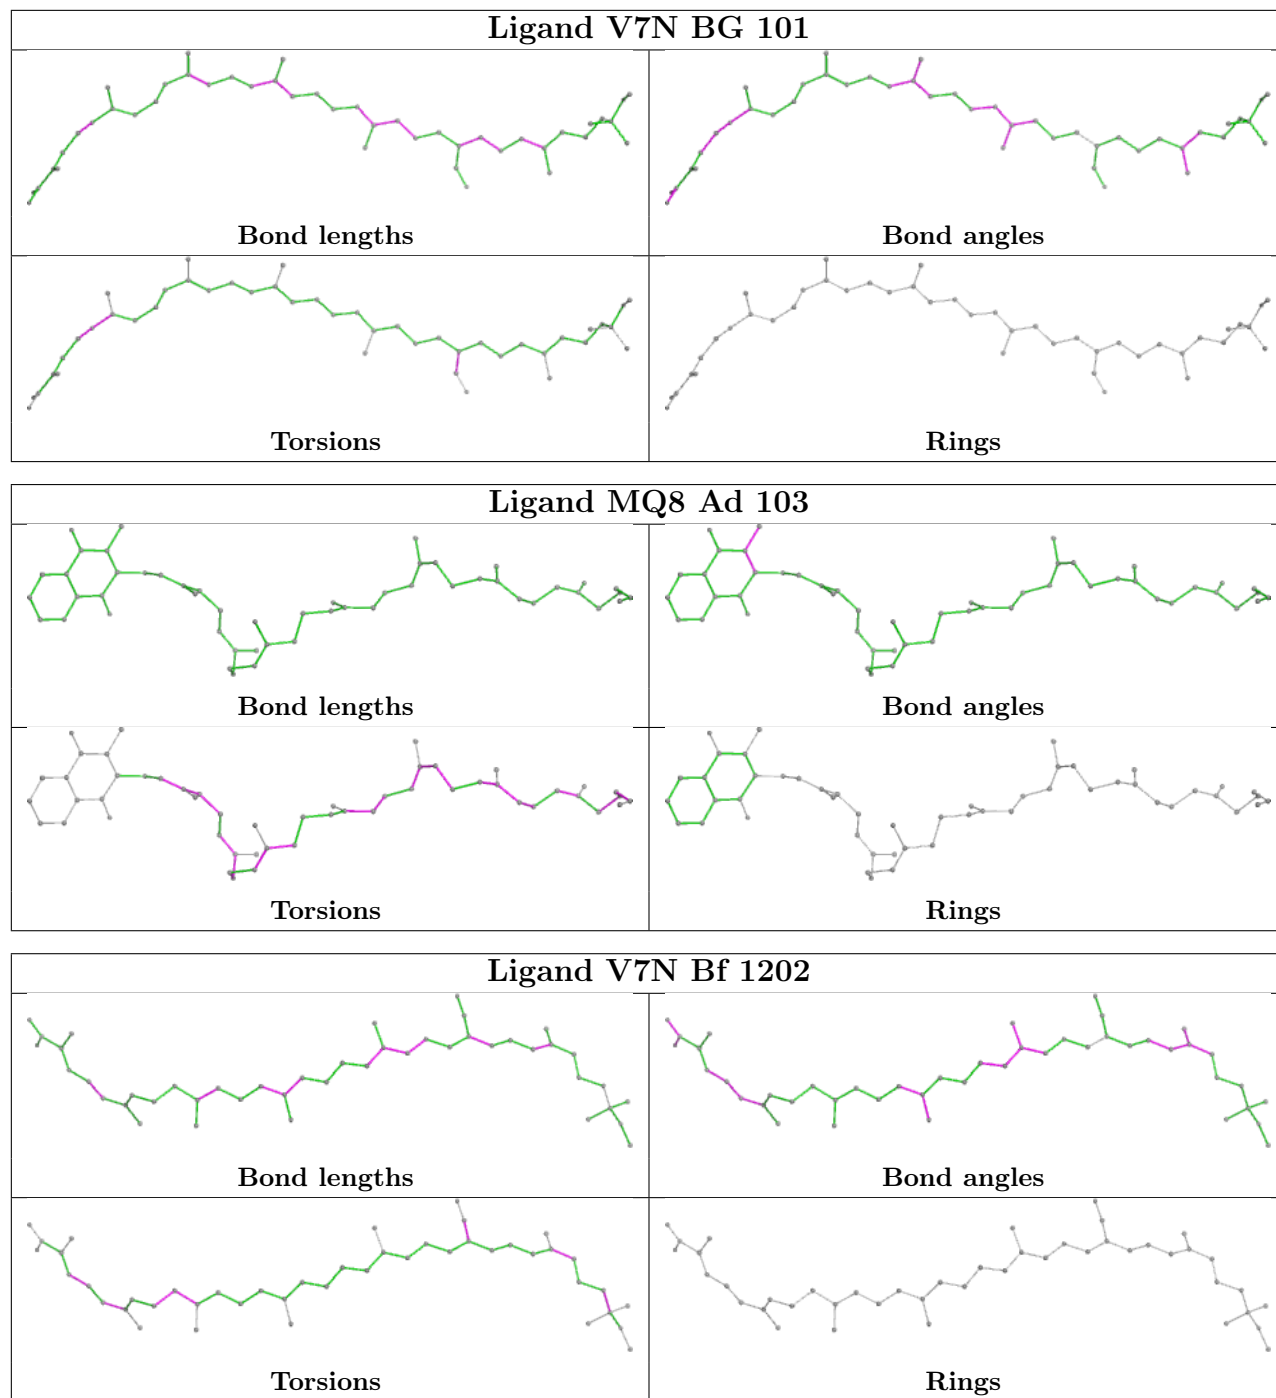 Ligand V7N BG 101
Bond lengths
Bond angles
Torsions
Rings
Ligand MQ8 Ad 103
Bond lengths
Bond angles
Torsions
Rings
Ligand V7N Bf 1202
Bond lengths
Bond angles
Torsions
Rings